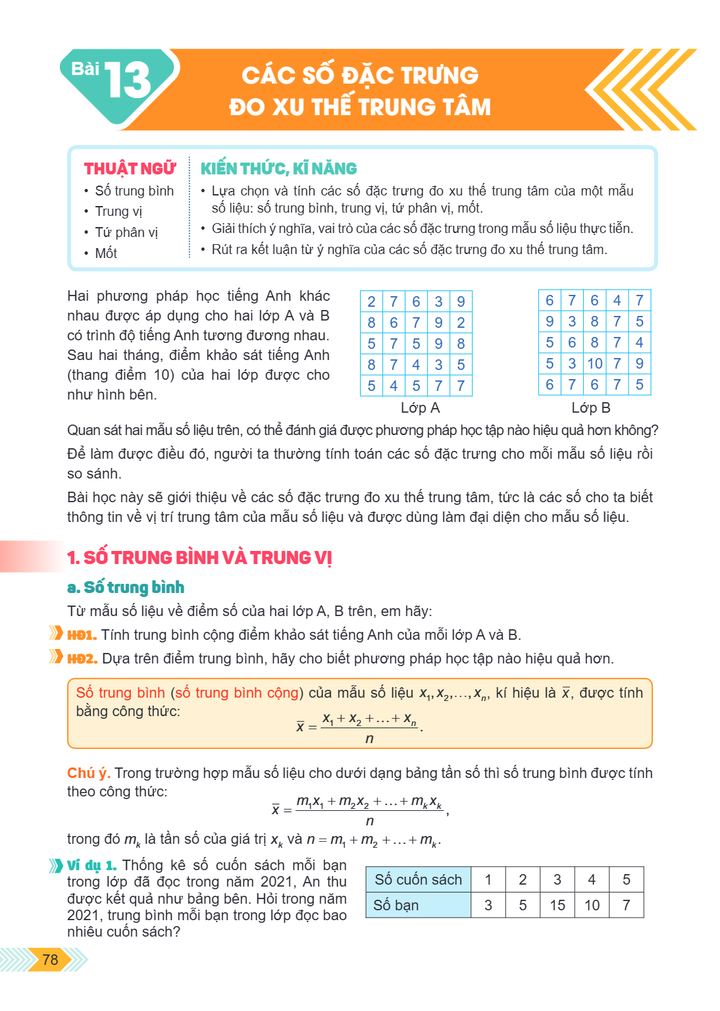 Bài 13
CÁC SỐ ĐẶC TRƯNG
ĐO XU THẾ TRUNG TÂM
THUẬT NGỮ
• Số trung bình
• Trung vị
• Tứ phân vị
• Mốt
KIẾN THỨC, KĨ NĂNG
• Lựa chọn và tính các số đặc trưng đo xu thế trung tâm của một mẫu
số liệu: số trung bình, trung vị, tứ phân vị, mốt.
• Giải thích ý nghĩa, vai trò của các số đặc trưng trong mẫu số liệu thực tiễn.
• Rút ra kết luận từ ý nghĩa của các số đặc trưng đo xu thế trung tâm.
Hai phương pháp học tiếng Anh khác
nhau được áp dụng cho hai lớp A và B
có trình độ tiếng Anh tương đương nhau.
Sau hai tháng, điểm khảo sát tiếng Anh
(thang điểm 10) của hai lớp được cho
như hình bên.
2 7 6 3 9
8 6 7 9 2
5 7 5 9 8
8 7 4 3 5
5 4 5 7 7
Lớp A
6 7 6 4 7
9 3 8 7 5
5 6 8 7 4
5 3 10 7 9
6 7 6 7 5
Lớp B
Quan sát hai mẫu số liệu trên, có thể đánh giá được phương pháp học tập nào hiệu quả hơn không?
Để làm được điều đó, người ta thường tính toán các số đặc trưng cho mỗi mẫu số liệu rồi
so sánh.
Bài học này sẽ giới thiệu về các số đặc trưng đo xu thế trung tâm, tức là các số cho ta biết
thông tin về vị trí trung tâm của mẫu số liệu và được dùng làm đại diện cho mẫu số liệu.
1. SỐ TRUNG BÌNH VÀ TRUNG VỊ
a. Số trung bình
Từ mẫu số liệu về điểm số của hai lớp A, B trên, em hãy:
HĐ1. Tính trung bình cộng điểm khảo sát tiếng Anh của mỗi lớp A và B.
HĐ2. Dựa trên điểm trung bình, hãy cho biết phương pháp học tập nào hiệu quả hơn.
Số trung bình (số trung bình cộng) của mẫu số liệu x₁, x₂,…, xₙ, kí hiệu là x̅, được tính
bằng công thức:
x̅ = (x₁ + x₂ + … + xₙ) / n.
Chú ý. Trong trường hợp mẫu số liệu cho dưới dạng bảng tần số thì số trung bình được tính
theo công thức:
x̅ = (m₁x₁ + m₂x₂ + … + mₖxₖ) / n,
trong đó mₖ là tần số của giá trị xₖ và n = m₁ + m₂ + … + mₖ.
Ví dụ 1. Thống kê số cuốn sách mỗi bạn
trong lớp đã đọc trong năm 2021, An thu
được kết quả như bảng bên. Hỏi trong năm
2021, trung bình mỗi bạn trong lớp đọc bao
nhiêu cuốn sách?
Số cuốn sách 1 2 3 4 5
Số bạn 3 5 15 10 7
78